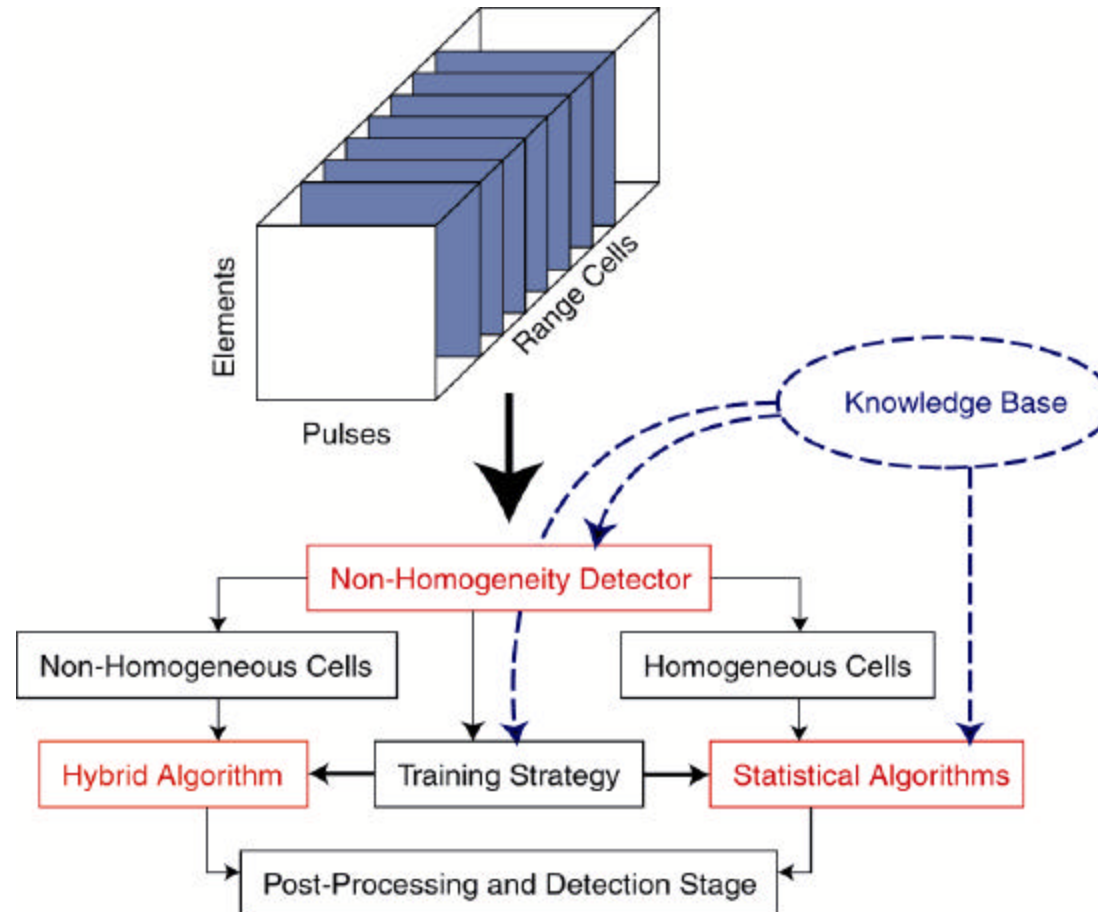 Elements
Range Cells
Pulses
Knowledge Base
Non-Homogeneity Detector
Non-Homogeneous Cells
Homogeneous Cells
Hybrid Algorithm
Training Strategy
Statistical Algorithms
Post-Processing and Detection Stage